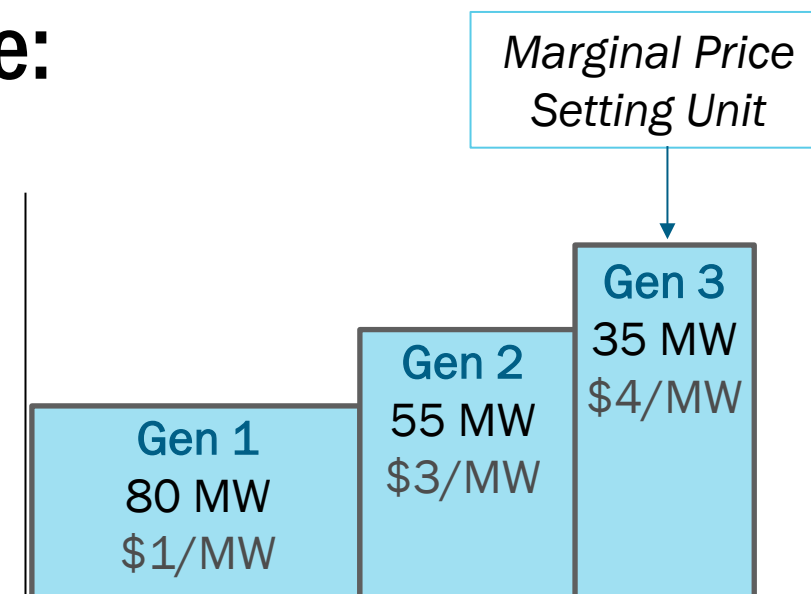 e:
Marginal Price
Setting Unit
Gen 1
80 MW
$1/MW
Gen 2
55 MW
$3/MW
Gen 3
35 MW
$4/MW